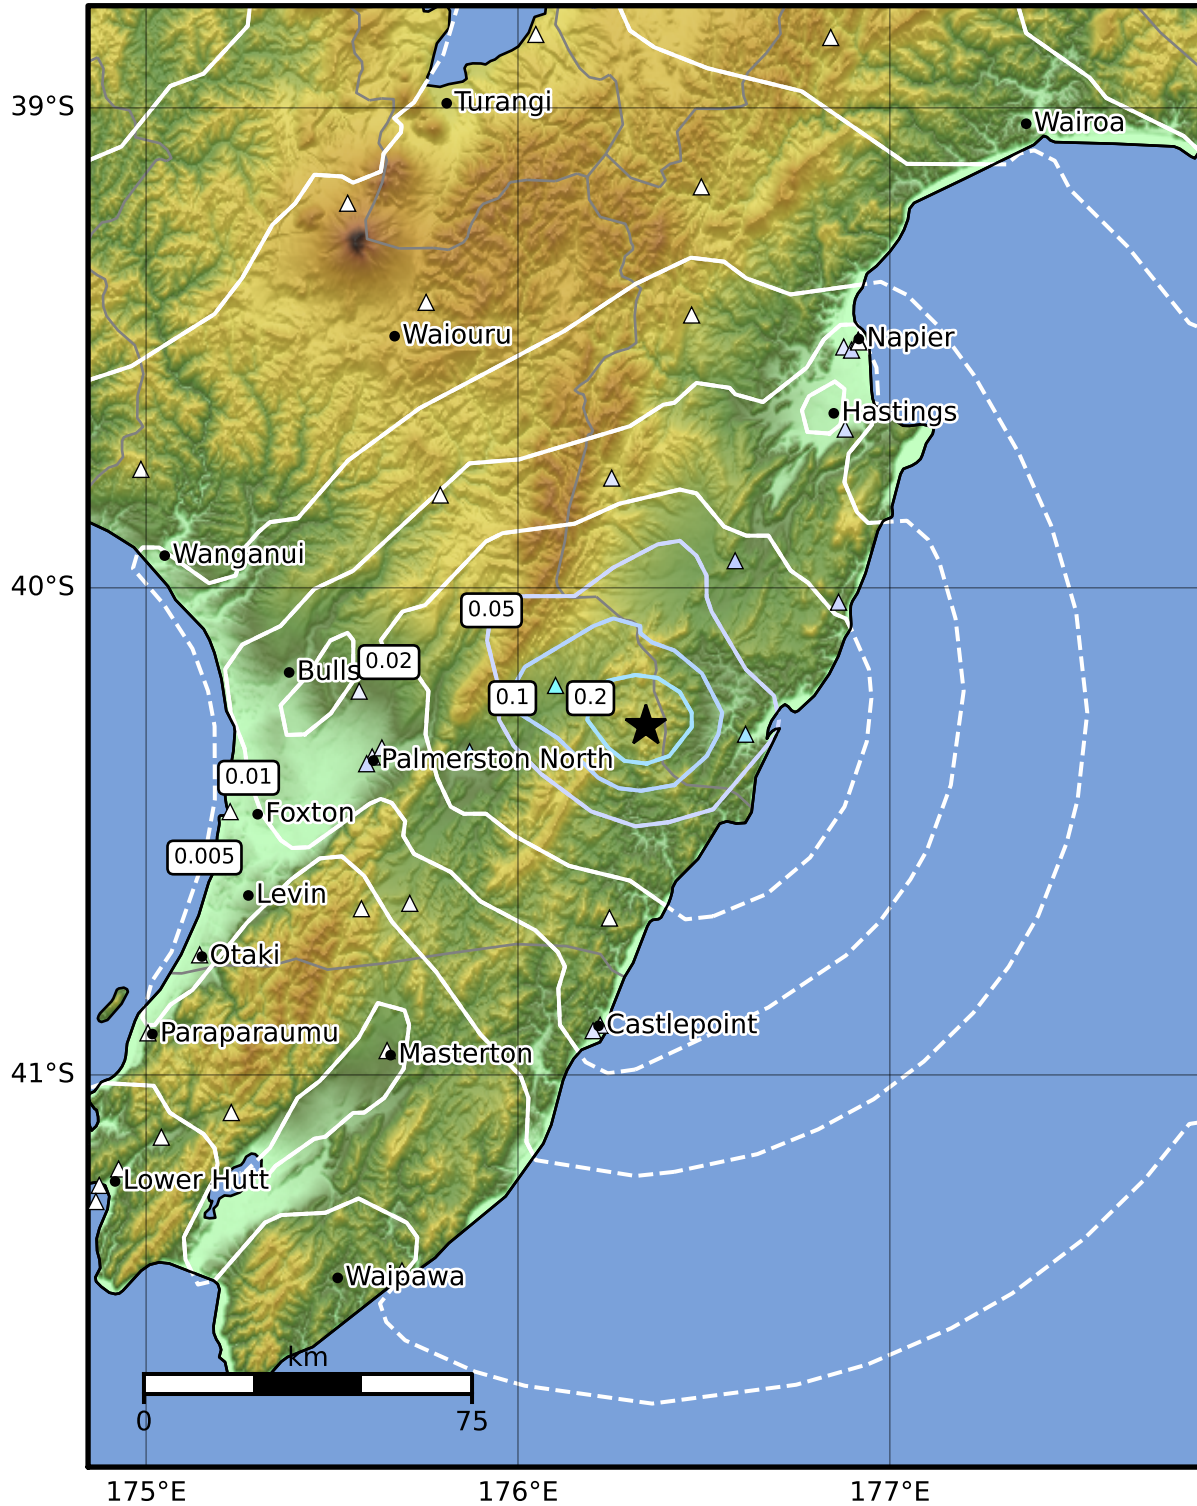 39°S
Turangi
Wairoa
Waiouru
Napier
Hastings
Wanganui
40°S
0.05
Bulls
0.02
0.1
0.2
Palmerston North
0.01
Foxton
0.005
Levin
Otaki
Paraparaumu
Castlepoint
Masterton
41°S
Lower Hutt
Waipawa
km
0
75
175°E
176°E
177°E